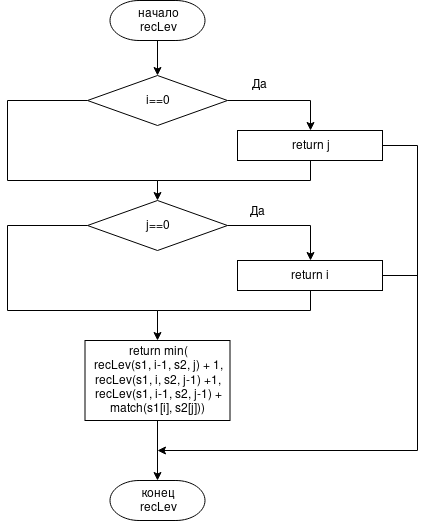 начало
recLev
i==0
Да
return j
j==0
Да
return i
return min(
recLev(s1, i-1, s2, j) + 1,
recLev(s1, i, s2, j-1) +1,
recLev(s1, i-1, s2, j-1) +
match(s1[i], s2[j]))
конец
recLev